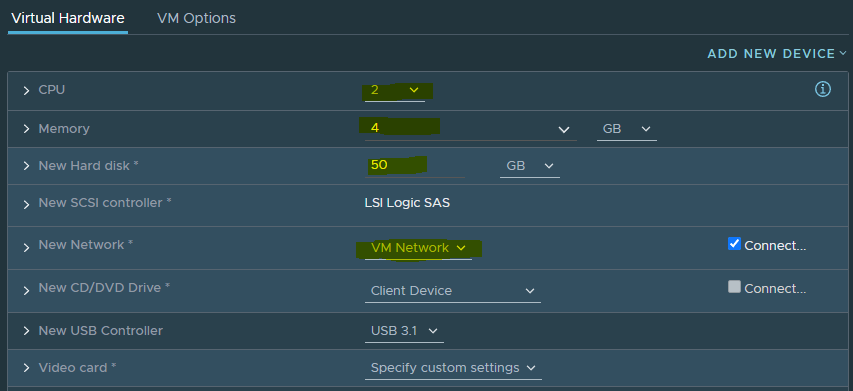 Virtual Hardware VM Options
ADD NEW DEVICE
CPU 2
Memory 4 GB
New Hard disk * 50 GB
New SCSI controller * LSI Logic SAS
New Network * VM Network Connect...
New CD/DVD Drive * Client Device Connect...
New USB Controller USB 3.1
Video card * Specify custom settings